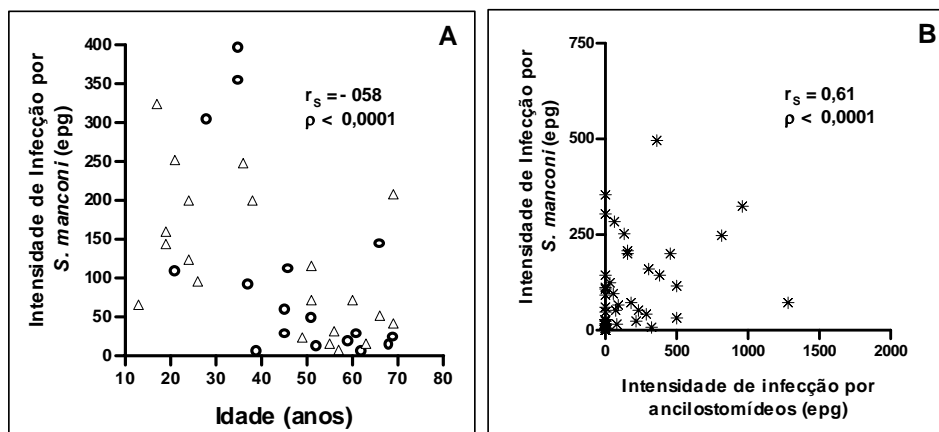 A
Intensidade de Infecção por
S. manconi (epg)
400
350
300
250
200
150
100
50
0
r_S = - 058
ρ < 0,0001
10 20 30 40 50 60 70 80
Idade (anos)
B
Intensidade de Infecção por
S. manconi (epg)
750
500
250
0
r_S = 0,61
ρ < 0,0001
0 500 1000 1500 2000
Intensidade de infecção por
ancilostomídeos (epg)